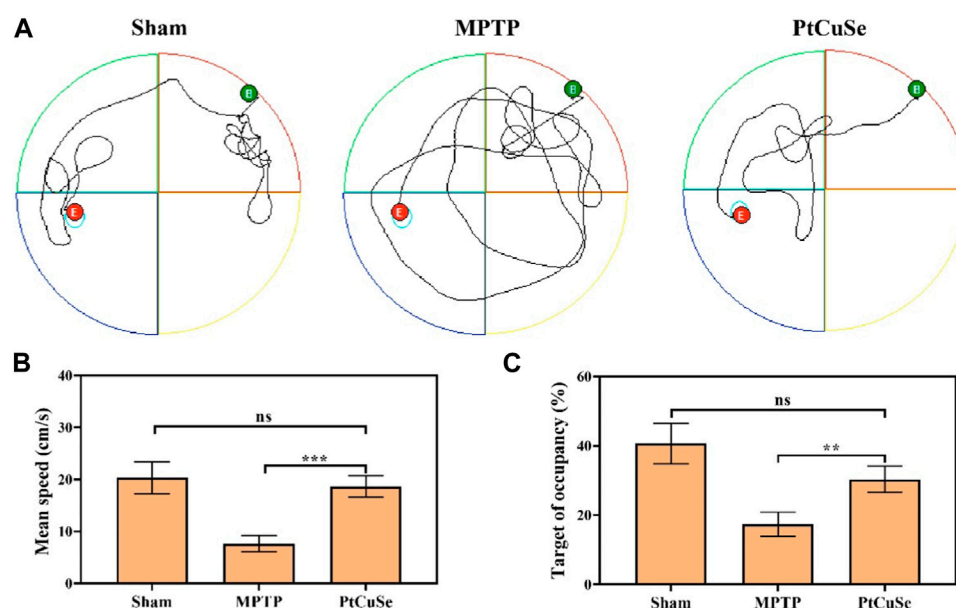 A
Sham
MPTP
PtCuSe
B
E
B
E
B
E
B
Mean speed (cm/s)
40
30
20
10
0
ns
***
Sham
MPTP
PtCuSe
C
Target of occupancy (%)
60
40
20
0
ns
**
Sham
MPTP
PtCuSe